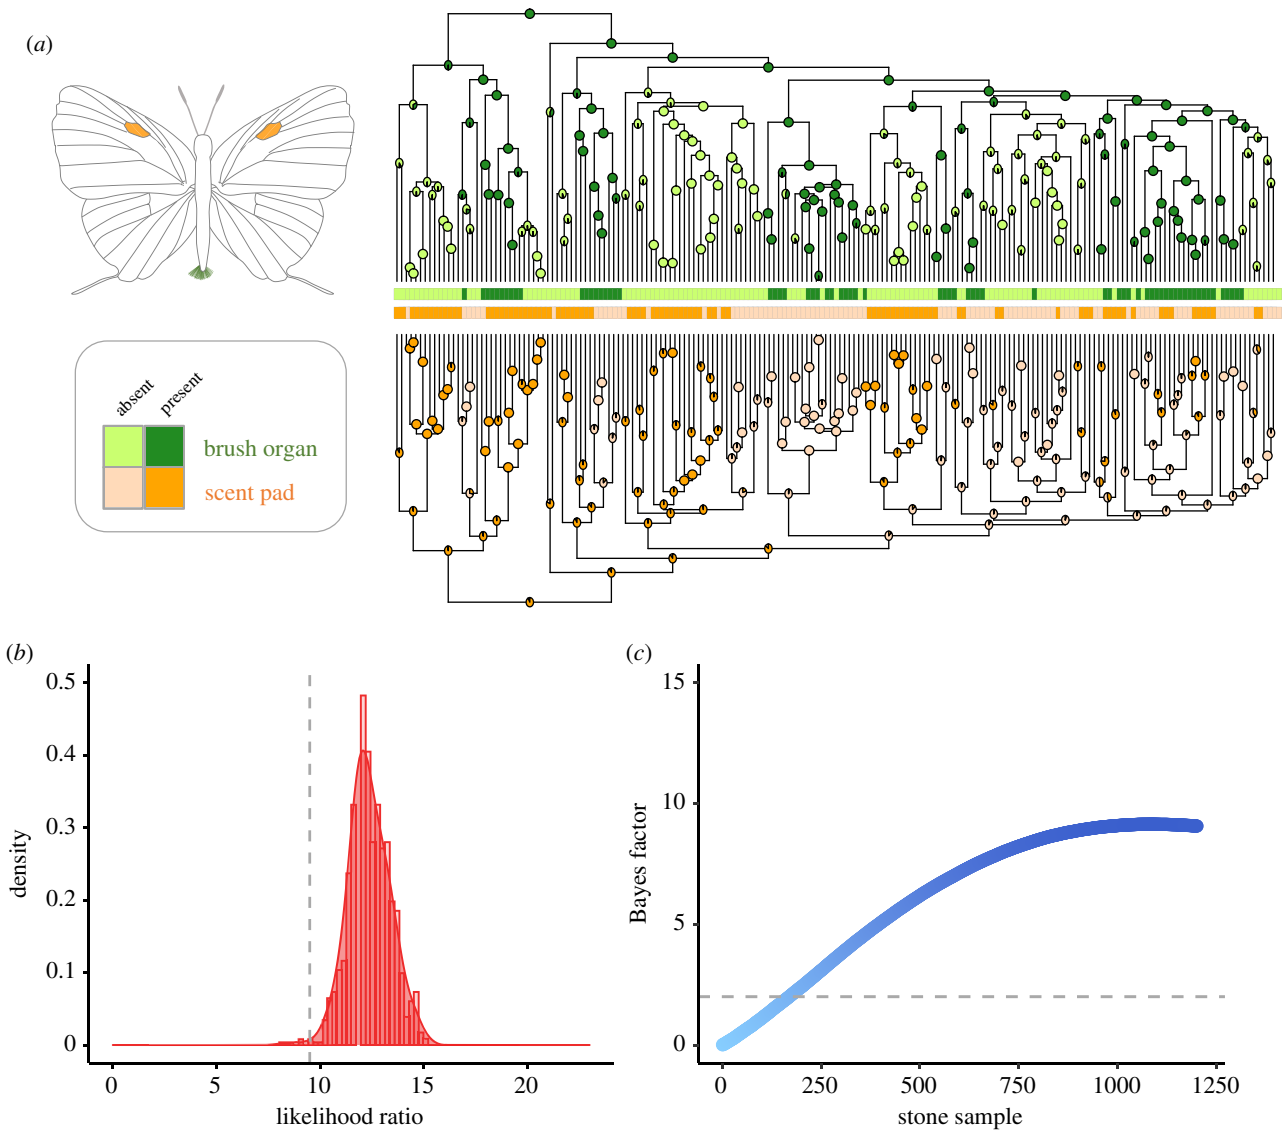 (a)
absent
present
brush organ
scent pad
(b)
0.5
0.4
0.3
0.2
0.1
0
density
0
5
10
15
20
likelihood ratio
(c)
15
10
5
0
Bayes factor
0
250
500
750
1000
1250
stone sample